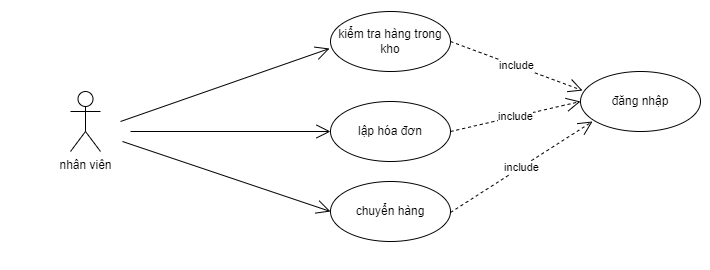 kiểm tra hàng trong
kho
include
đăng nhập
include
lập hóa đơn
nhân viên
include
chuyển hàng